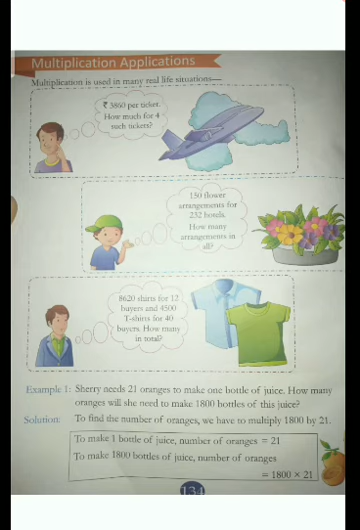 Multiplication Applications
Multiplication is used in many real life situations—
₹ 3860 per ticket.
How much for 4
such tickets?
150 flower
arrangements for
232 hotels.
How many
arrangements in
all?
8620 shirts for 12
buyers and 4500
T-shirts for 40
buyers. How many
in total?
Example 1: Sherry needs 21 oranges to make one bottle of juice. How many
oranges will she need to make 1800 bottles of this juice?
Solution: To find the number of oranges, we have to multiply 1800 by 21.
To make 1 bottle of juice, number of oranges = 21
To make 1800 bottles of juice, number of oranges
= 1800 × 21
134